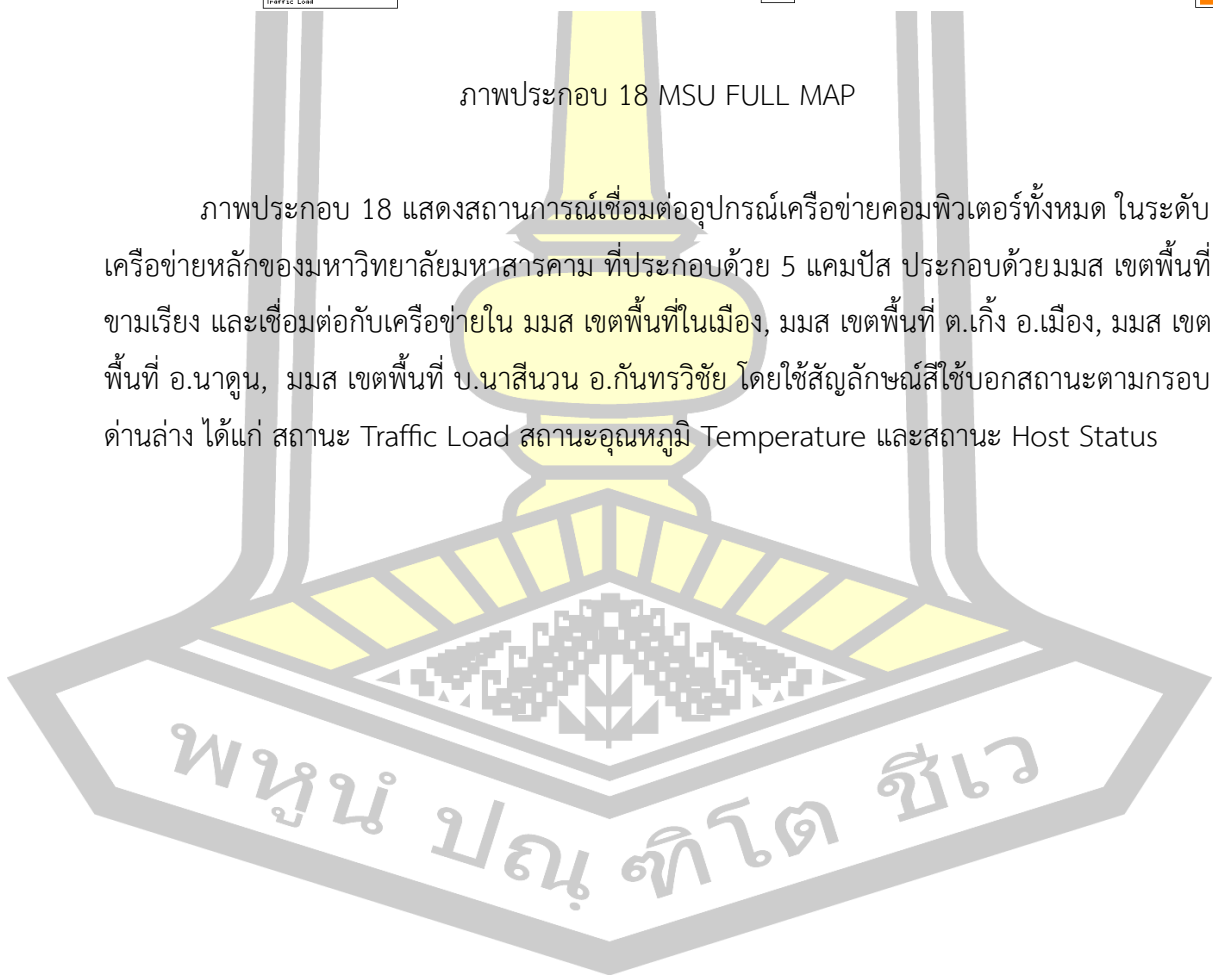 Traffic Load
ภาพประกอบ 18 MSU FULL MAP
ภาพประกอบ 18 แสดงสถานการณ์เชื่อมต่ออุปกรณ์เครือข่ายคอมพิวเตอร์ทั้งหมด ในระดับ
เครือข่ายหลักของมหาวิทยาลัยมหาสารคาม ที่ประกอบด้วย 5 แคมปัส ประกอบด้วยมมส เขตพื้นที่
ขามเรียง และเชื่อมต่อกับเครือข่ายใน มมส เขตพื้นที่ในเมือง, มมส เขตพื้นที่ ต.เกิ้ง อ.เมือง, มมส เขต
พื้นที่ อ.นาดูน, มมส เขตพื้นที่ บ.นาสีนวน อ.กันทรวิชัย โดยใช้สัญลักษณ์สีใช้บอกสถานะตามกรอบ
ด้านล่าง ได้แก่ สถานะ Traffic Load สถานะอุณหภูมิ Temperature และสถานะ Host Status
พหูนํ ปณฺฑิโต ชีเว